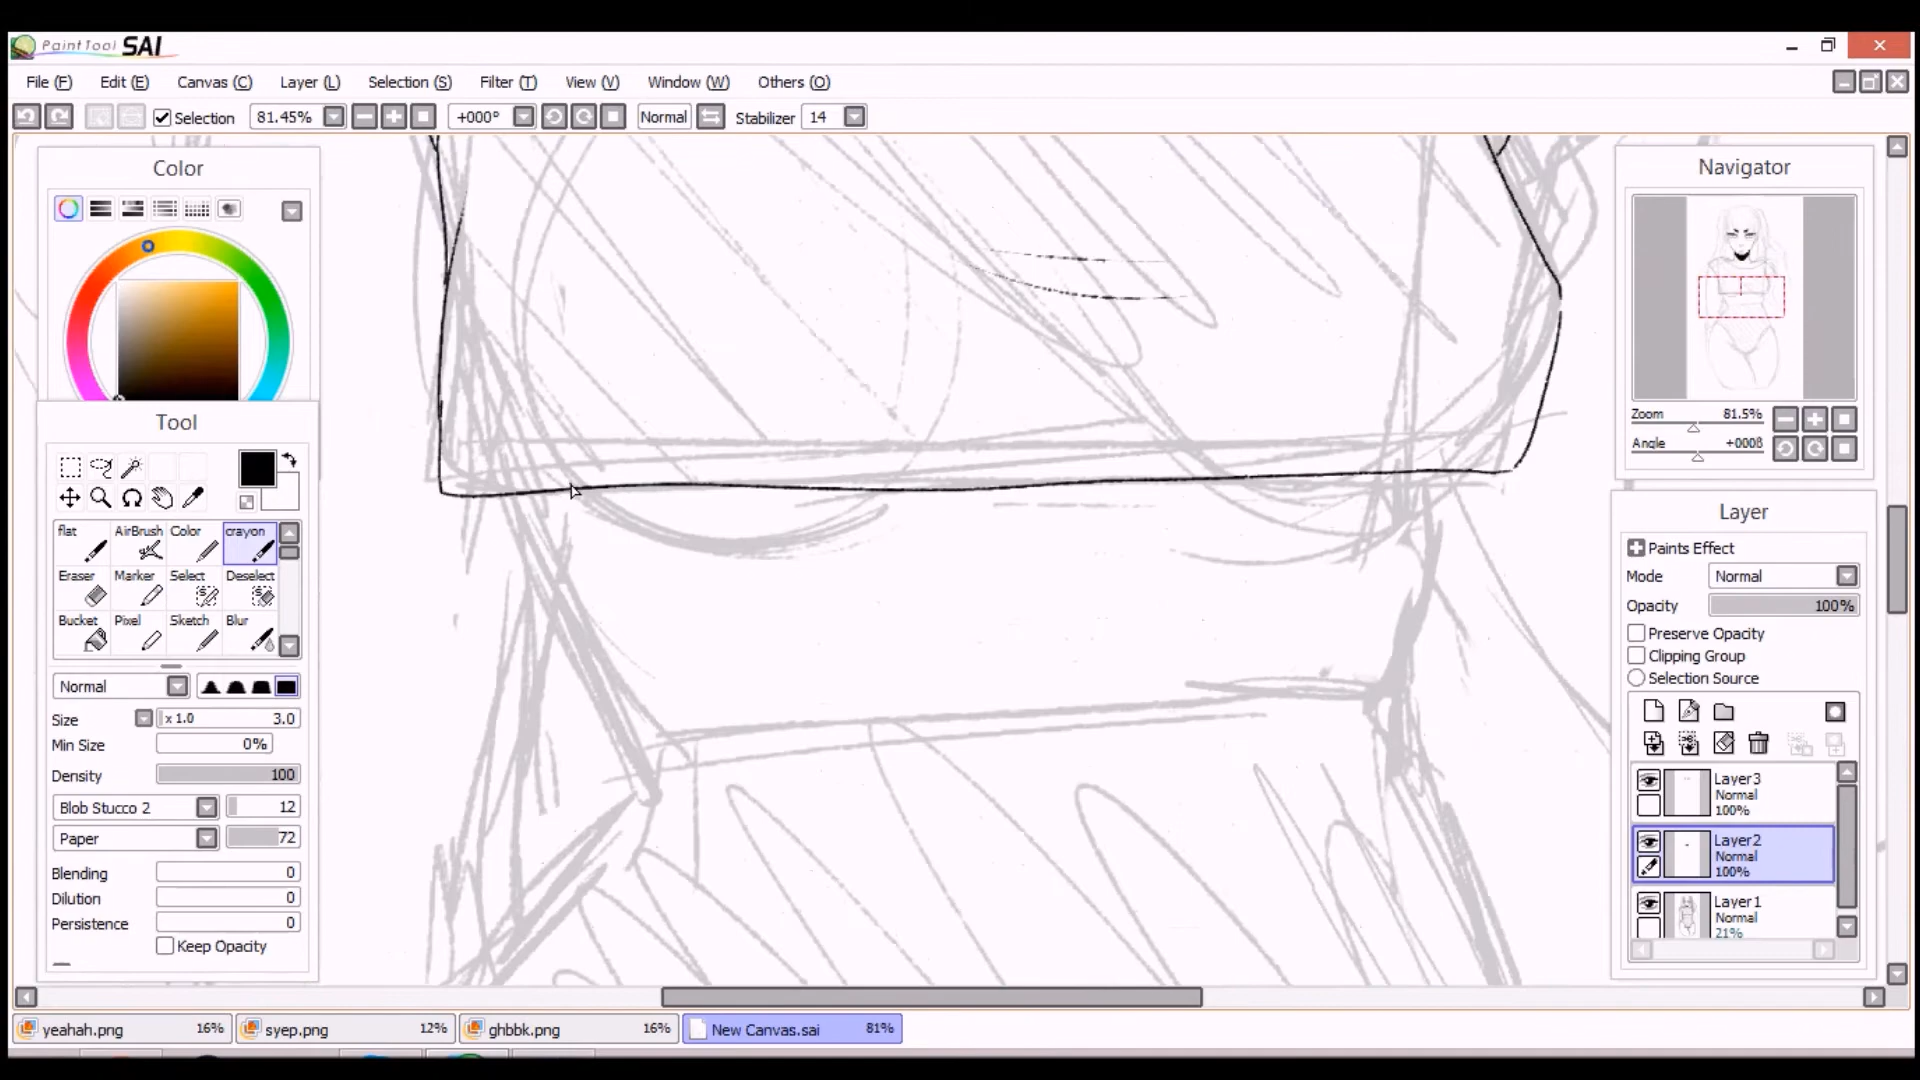 PaintTool SAI
File (F) Edit (E) Canvas (C) Layer (L) Selection (S) Filter (T) View (V) Window (W) Others (O)
Selection 81.45% +000° Normal Stabilizer 14
Color
Tool
flat AirBrush Color crayon
Eraser Marker Select Deselect
Bucket Pixel Sketch Blur
Normal
Size x 1.0 3.0
Min Size 0%
Density 100
Blob Stucco 2 12
Paper 72
Blending 0
Dilution 0
Persistence 0
Keep Opacity
Navigator
Zoom 81.5%
Angle +000ß
Layer
Paints Effect
Mode Normal
Opacity 100%
Preserve Opacity
Clipping Group
Selection Source
Layer3
Normal
100%
Layer2
Normal
100%
Layer1
Normal
21%
yeahah.png 16% syep.png 12% ghbbk.png 16% New Canvas.sai 81%